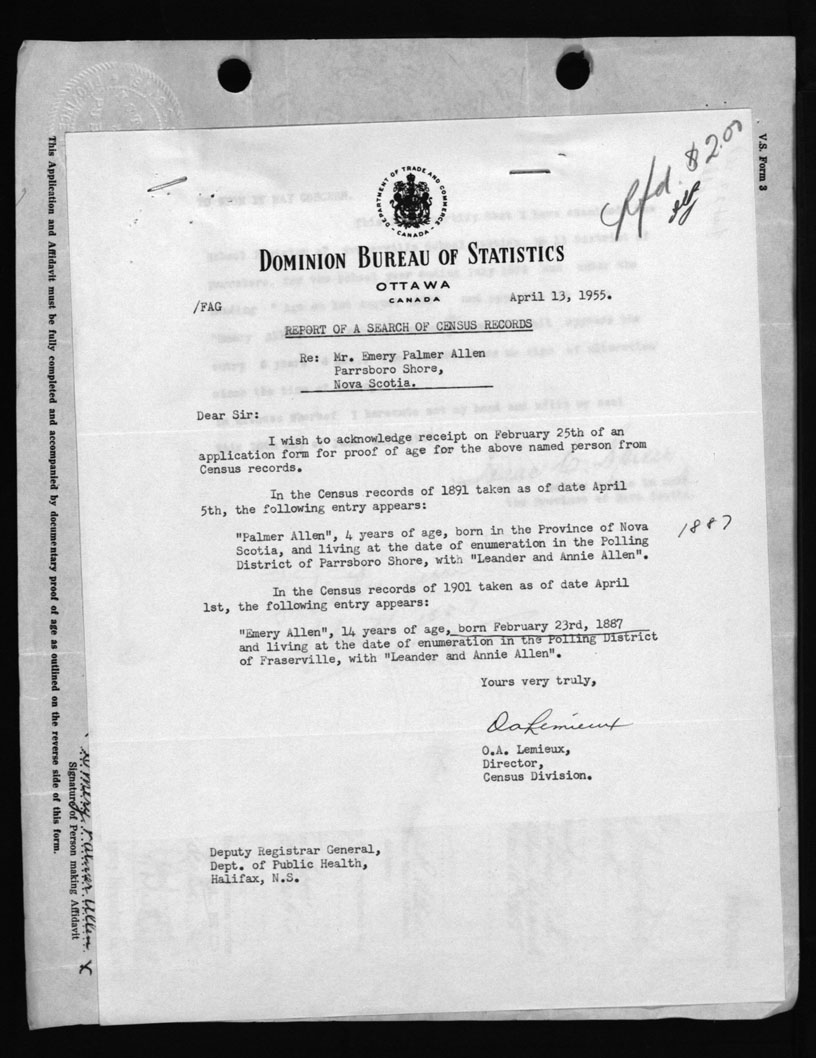 V.S. Form 3
Rfd. $2.00
DEPARTMENT OF TRADE AND COMMERCE
- CANADA -
DOMINION BUREAU OF STATISTICS
OTTAWA
CANADA
/FAG
April 13, 1955.
REPORT OF A SEARCH OF CENSUS RECORDS
Re: Mr. Emery Palmer Allen
Parrsboro Shore,
Nova Scotia.
Dear Sir:
I wish to acknowledge receipt on February 25th of an
application form for proof of age for the above named person from
Census records.
In the Census records of 1891 taken as of date April
5th, the following entry appears:
"Palmer Allen", 4 years of age, born in the Province of Nova
Scotia, and living at the date of enumeration in the Polling
District of Parrsboro Shore, with "Leander and Annie Allen".
1887
In the Census records of 1901 taken as of date April
1st, the following entry appears:
"Emery Allen", 14 years of age, born February 23rd, 1887
and living at the date of enumeration in the Polling District
of Fraserville, with "Leander and Annie Allen".
Yours very truly,
OALemieux
O.A. Lemieux,
Director,
Census Division.
Deputy Registrar General,
Dept. of Public Health,
Halifax, N.S.
This Application and Affidavit must be fully completed and accompanied by documentary proof of age as outlined on the reverse side of this form.
Emery Palmer Allen X
Signature of Person making Affidavit